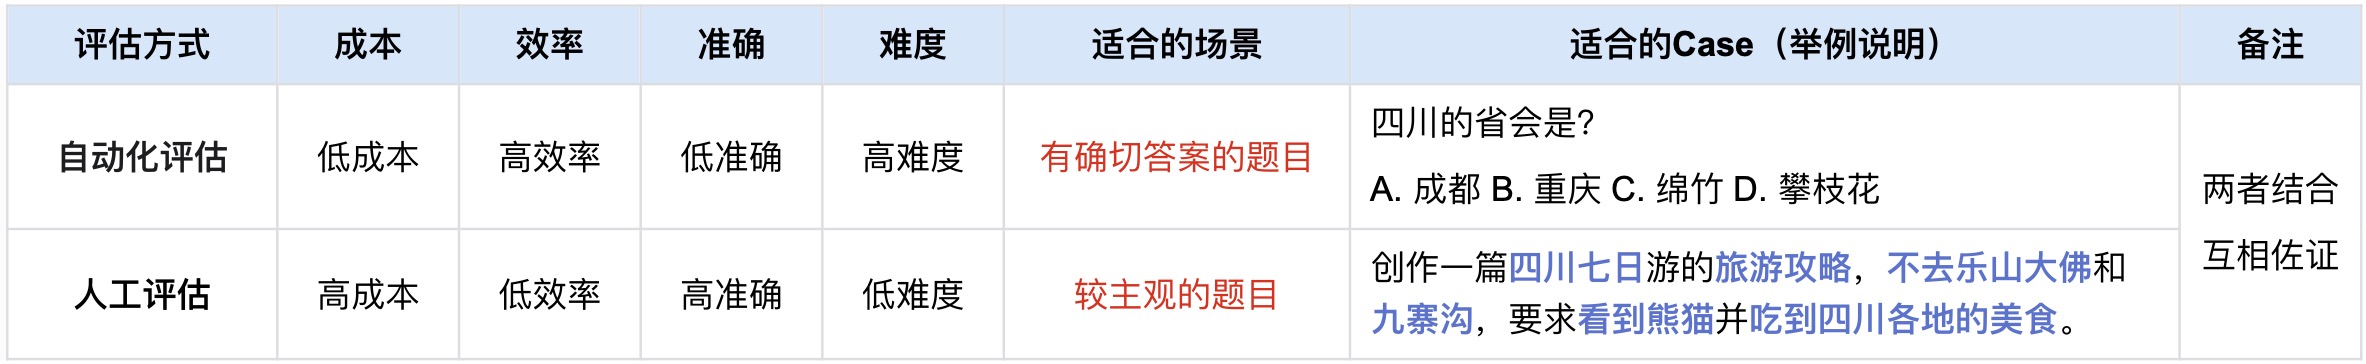 评估方式 成本 效率 准确 难度 适合的场景 适合的Case（举例说明） 备注
自动化评估 低成本 高效率 低准确 高难度 有确切答案的题目
四川的省会是？
A. 成都 B. 重庆 C. 绵竹 D. 攀枝花
两者结合
互相佐证
人工评估 高成本 低效率 高准确 低难度 较主观的题目
创作一篇四川七日游的旅游攻略，不去乐山大佛和
九寨沟，要求看到熊猫并吃到四川各地的美食。